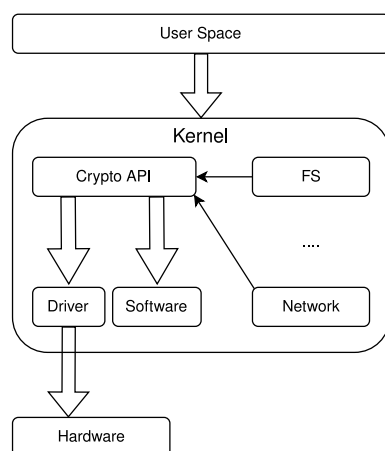 User Space
Kernel
Crypto API
FS
....
Driver
Software
Network
Hardware